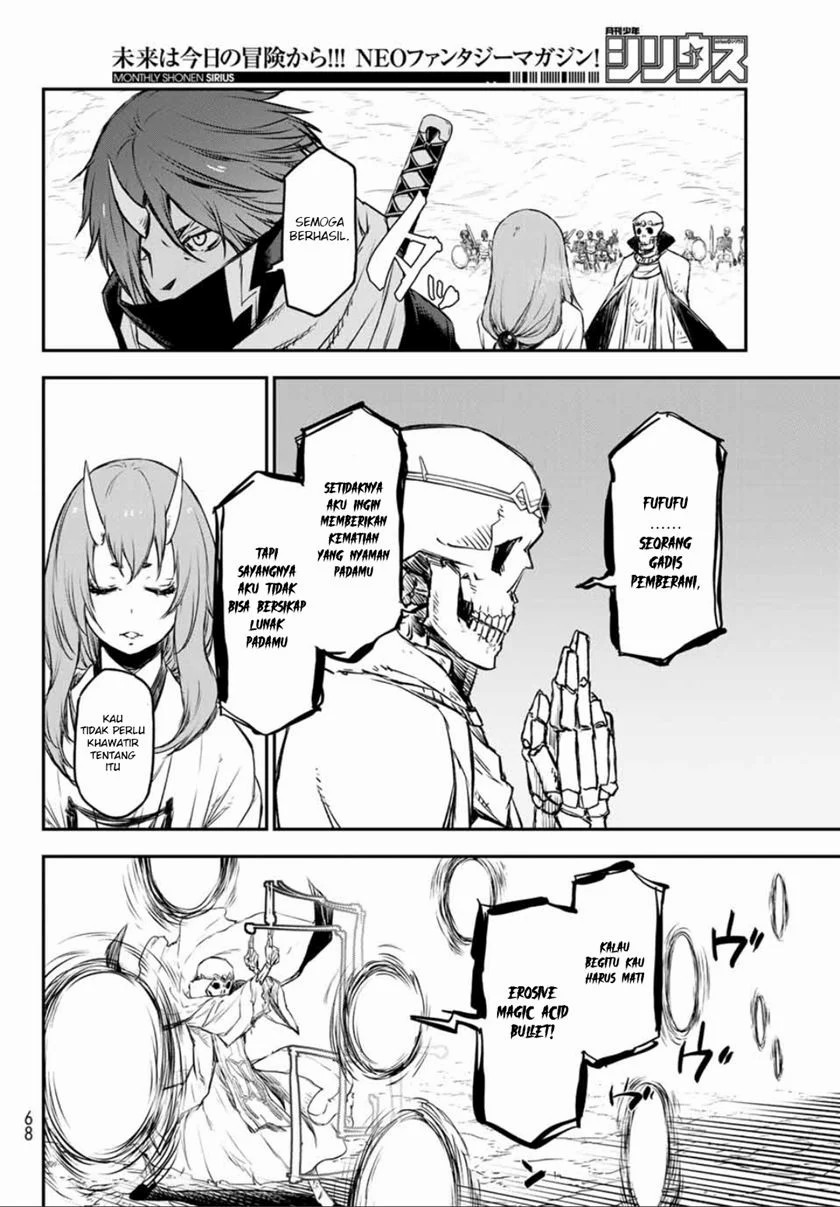 未来は今日の冒険から!!! NEOファンタジーマガジン!
月刊少年
シリウス
MONTHLY SHONEN SIRIUS
SEMOGA
BERHASIL.
FUFUFU
......
SEORANG
GADIS
PEMBERANI,
SETIDAKNYA
AKU INGIN
MEMBERIKAN
KEMATIAN
YANG NYAMAN
PADAMU
TAPI
SAYANGNYA
AKU TIDAK
BISA BERSIKAP
LUNAK
PADAMU
KAU
TIDAK PERLU
KHAWATIR
TENTANG
ITU
KALAU
BEGITU KAU
HARUS MATI
EROSIVE
MAGIC ACID
BULLET!
ヴ
ヴ
ン
68